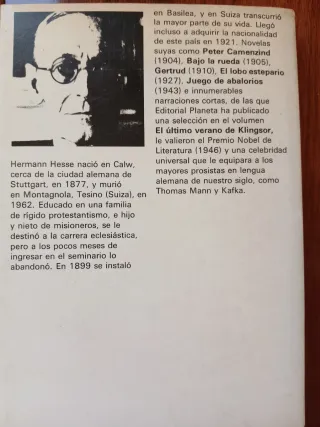 Hermann Hesse nació en Calw,
cerca de la ciudad alemana de
Stuttgart, en 1877, y murió
en Montagnola, Tesino (Suiza), en
1962. Educado en una familia
de rígido protestantismo, e hijo
y nieto de misioneros, se le
destinó a la carrera eclesiástica,
pero a los pocos meses de
ingresar en el seminario lo
abandonó. En 1899 se instaló
en Basilea, y en Suiza transcurrió
la mayor parte de su vida. Llegó
incluso a adquirir la nacionalidad
de este país en 1921. Novelas
suyas como Peter Camenzind
(1904), Bajo la rueda (1905),
Gertrud (1910), El lobo estepario
(1927), Juego de abalorios
(1943) e innumerables
narraciones cortas, de las que
Editorial Planeta ha publicado
una selección en el volumen
El último verano de Klingsor,
le valieron el Premio Nobel de
Literatura (1946) y una celebridad
universal que le equipara a los
mayores prosistas en lengua
alemana de nuestro siglo, como
Thomas Mann y Kafka.